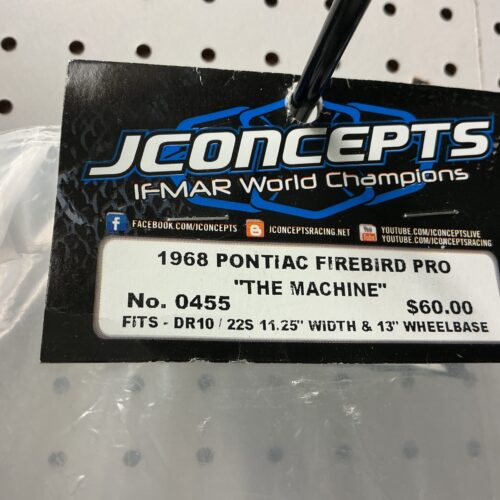 JCONCEPTS
IFMAR World Champions
FACEBOOK.COM/JCONCEPTS JCONCEPTSRACING.NET YOUTUBE.COM/JCONCEPTSLIVE
YOUTUBE.COM/JCONCEPTSRACING
1968 PONTIAC FIREBIRD PRO
"THE MACHINE"
No. 0455 $60.00
FITS - DR10 / 22S 11.25" WIDTH & 13" WHEELBASE